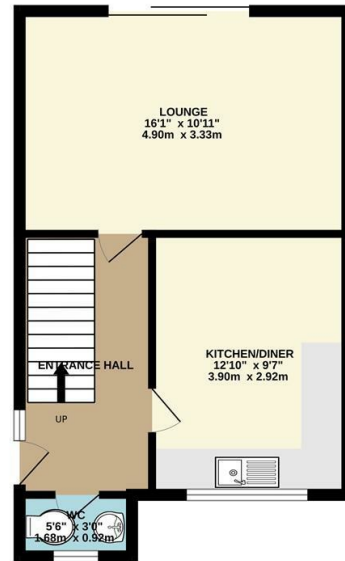 LOUNGE
16'1" x 10'11"
4.90m x 3.33m
KITCHEN/DINER
12'10" x 9'7"
3.90m x 2.92m
ENTRANCE HALL
UP
WC
5'6" x 3'0"
1.68m x 0.92m